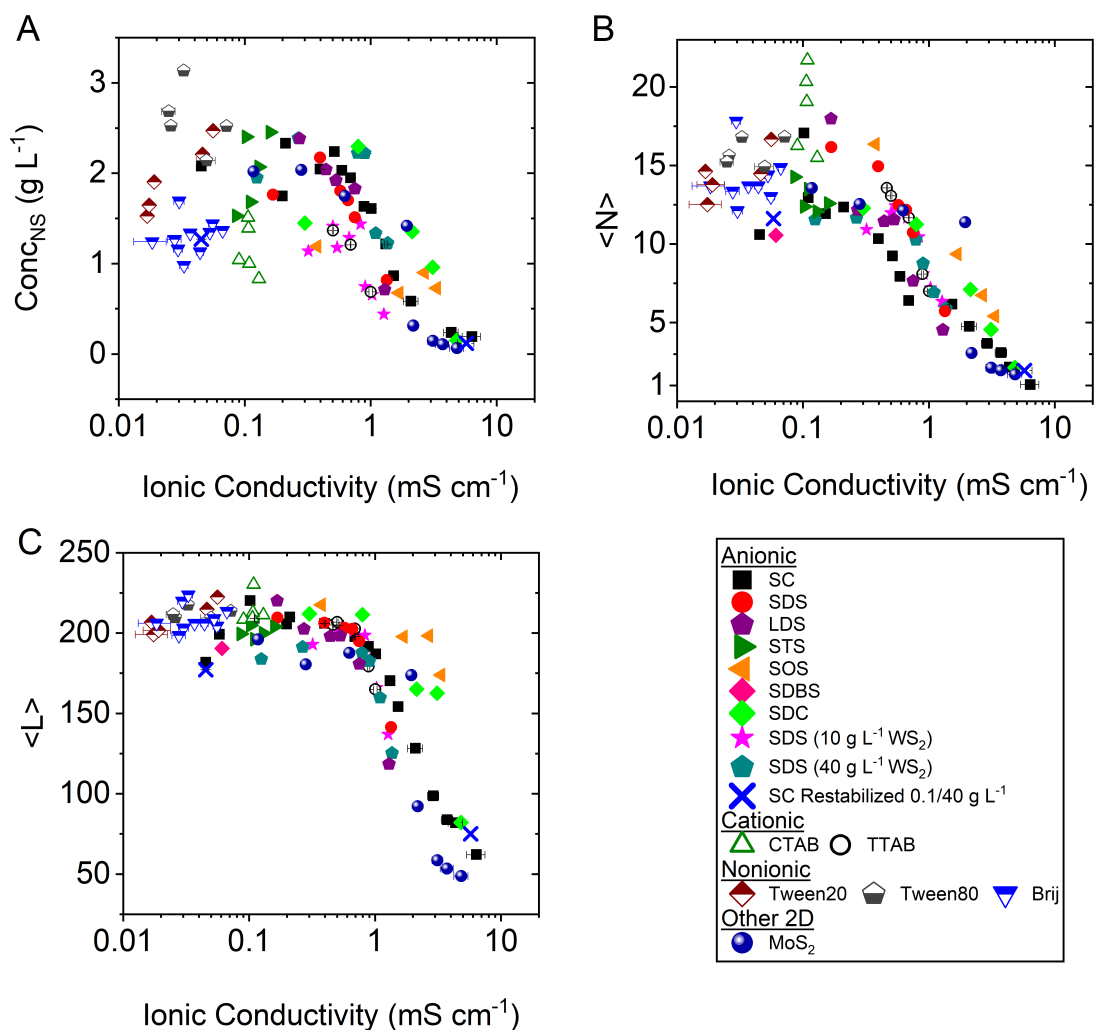 A
3
2
1
0
Conc_NS (g L⁻¹)
0.01 0.1 1 10
Ionic Conductivity (mS cm⁻¹)
B
20
15
10
5
1
<N>
0.01 0.1 1 10
Ionic Conductivity (mS cm⁻¹)
C
250
200
150
100
50
<L>
0.01 0.1 1 10
Ionic Conductivity (mS cm⁻¹)
Anionic
SC
SDS
LDS
STS
SOS
SDBS
SDC
SDS (10 g L⁻¹ WS₂)
SDS (40 g L⁻¹ WS₂)
SC Restabilized 0.1/40 g L⁻¹
Cationic
CTAB TTAB
Nonionic
Tween20 Tween80 Brij
Other 2D
MoS₂